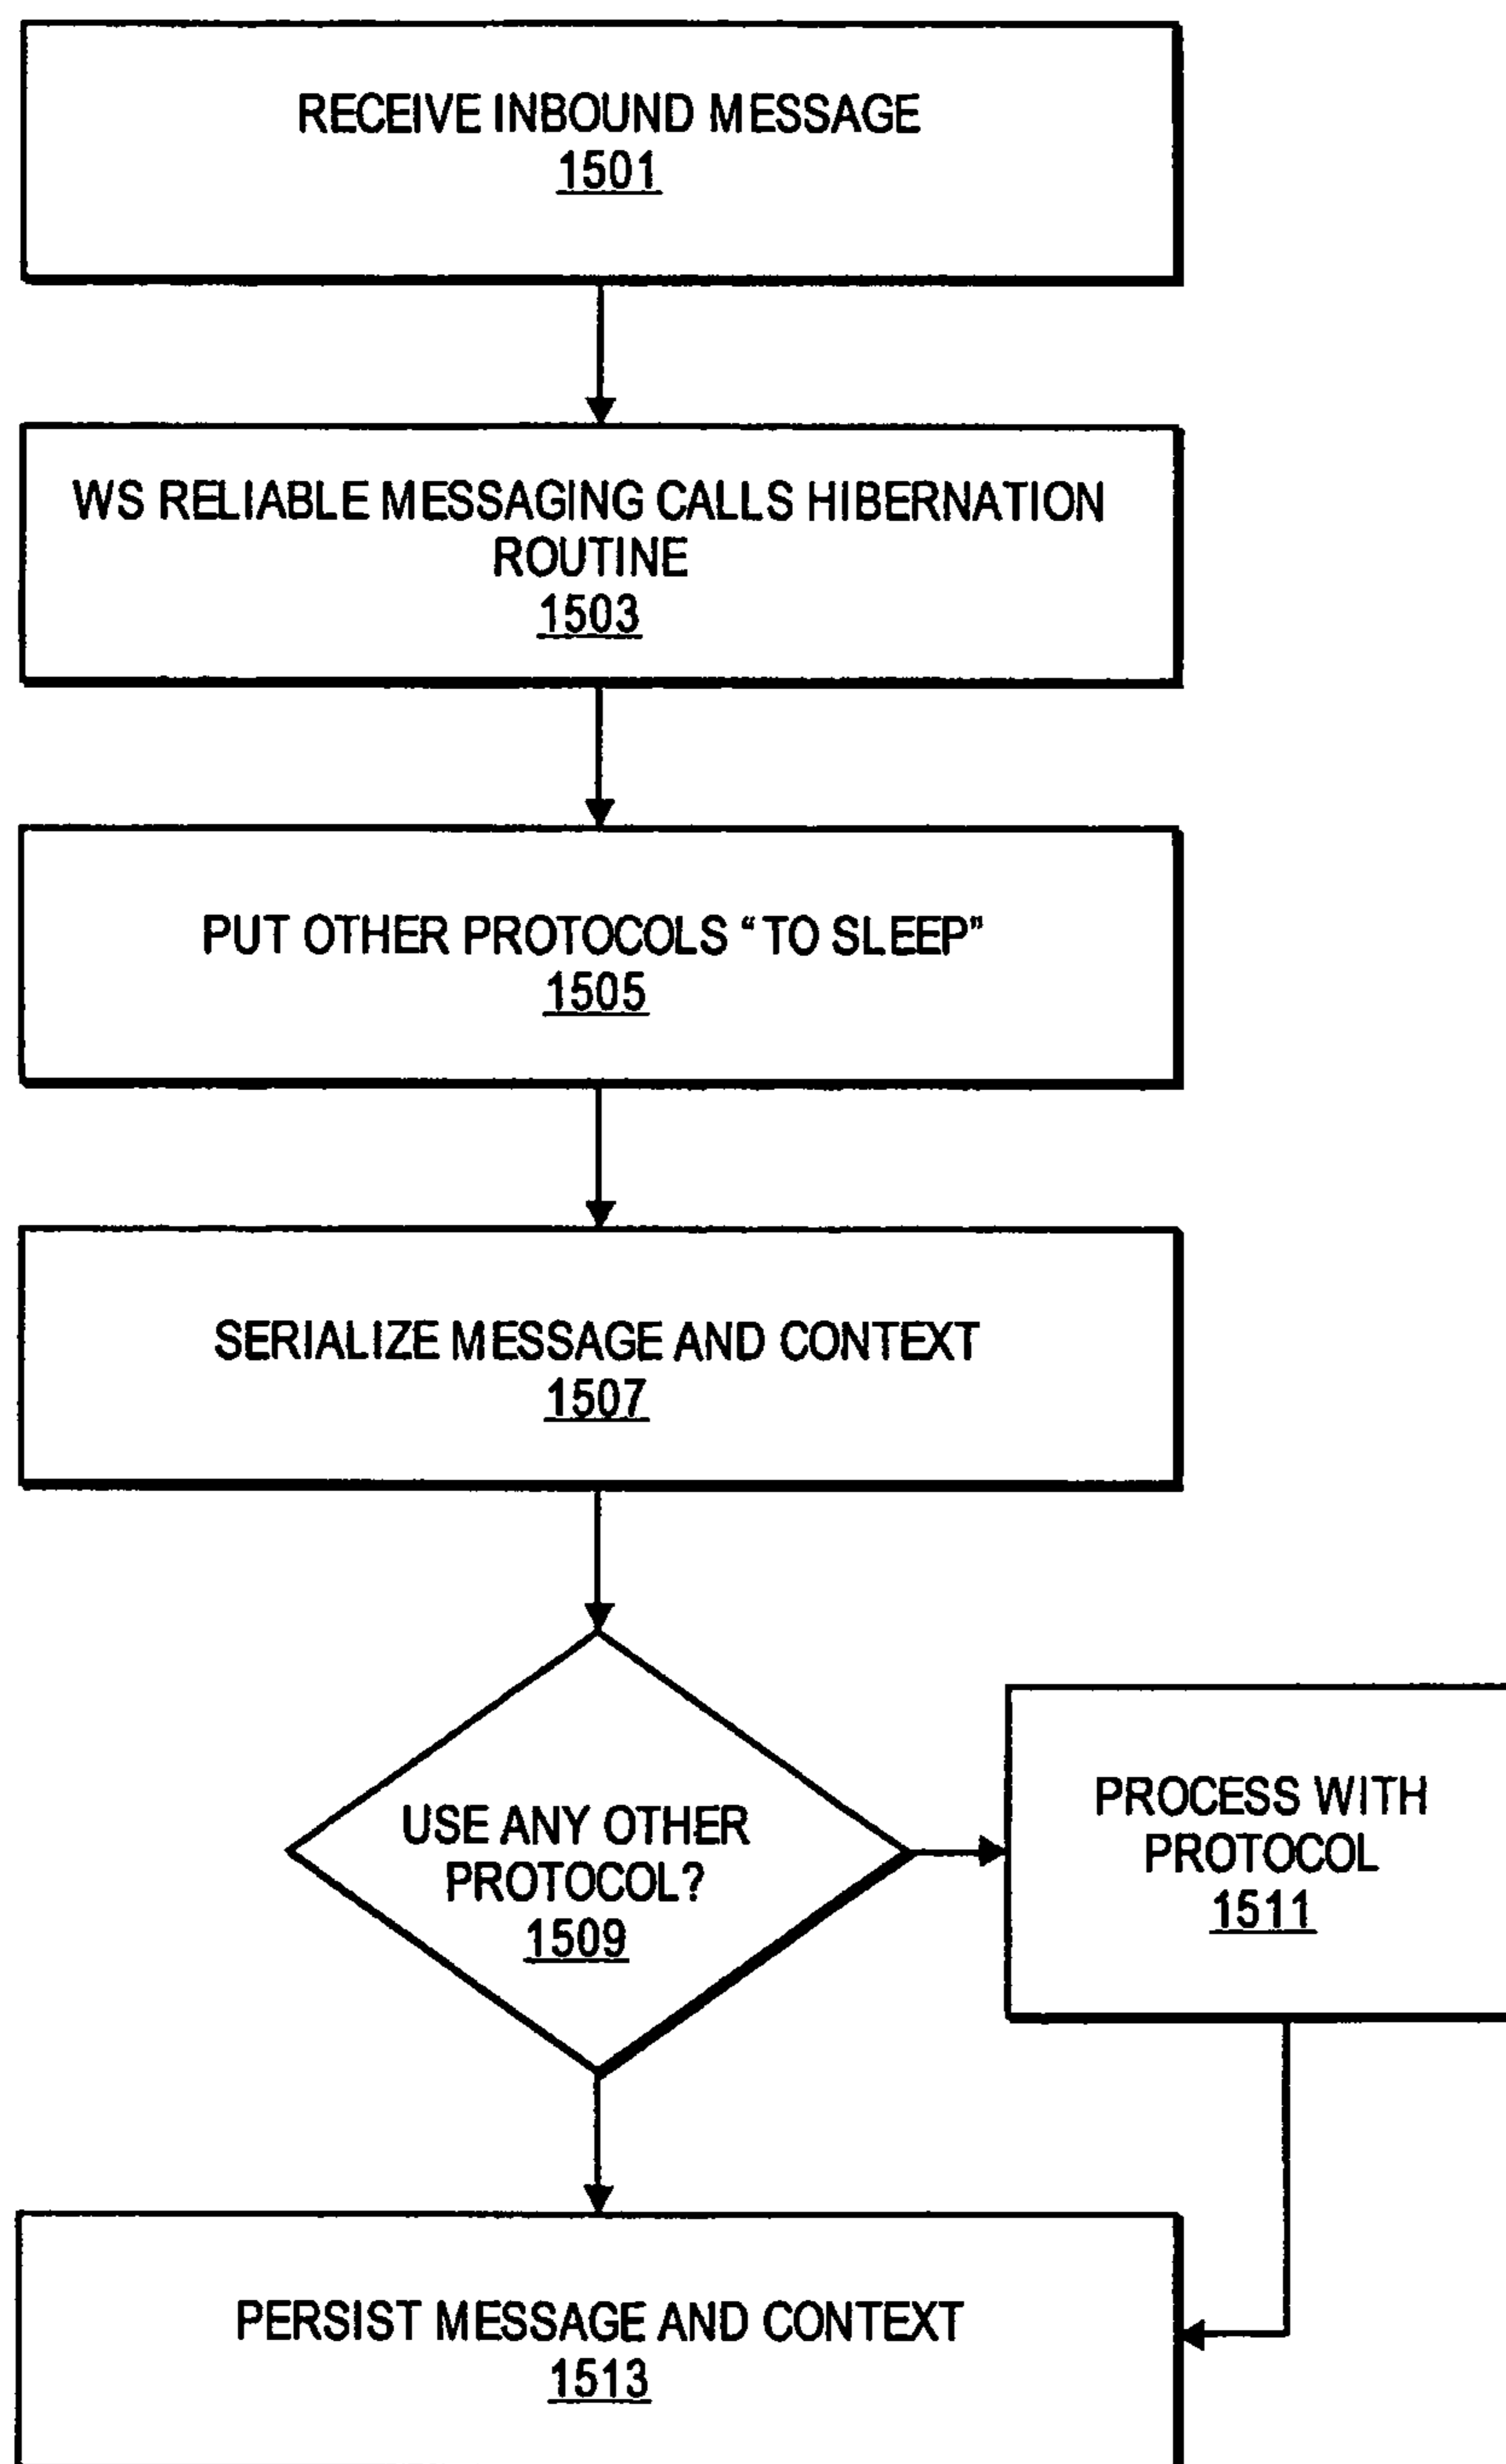 RECEIVE INBOUND MESSAGE
1501
WS RELIABLE MESSAGING CALLS HIBERNATION
ROUTINE
1503
PUT OTHER PROTOCOLS “TO SLEEP”
1505
SERIALIZE MESSAGE AND CONTEXT
1507
USE ANY OTHER
PROTOCOL?
1509
PROCESS WITH
PROTOCOL
1511
PERSIST MESSAGE AND CONTEXT
1513